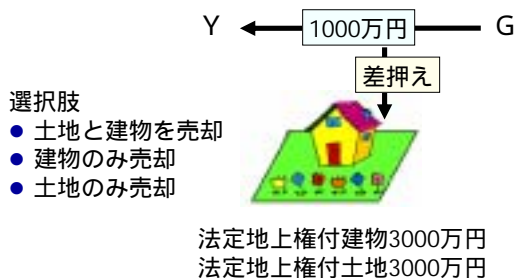 Y
1000万円
G
差押え
選択肢
● 土地と建物を売却
● 建物のみ売却
● 土地のみ売却
法定地上権付建物3000万円
法定地上権付土地3000万円